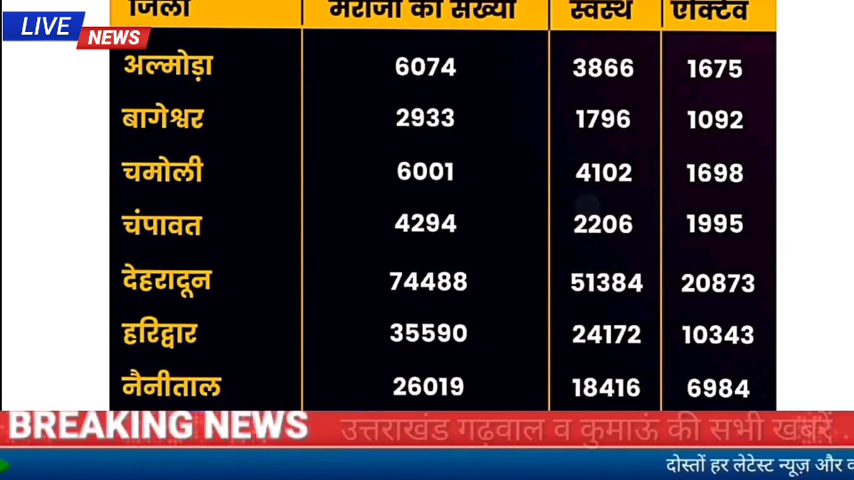 जिला मरीजों की संख्या स्वस्थ एक्टिव
LIVE
NEWS
अल्मोड़ा 6074 3866 1675
बागेश्वर 2933 1796 1092
चमोली 6001 4102 1698
चंपावत 4294 2206 1995
देहरादून 74488 51384 20873
हरिद्वार 35590 24172 10343
नैनीताल 26019 18416 6984
BREAKING NEWS उत्तराखंड गढ़वाल व कुमाऊं की सभी खबरें
दोस्तों हर लेटेस्ट न्यूज़ और